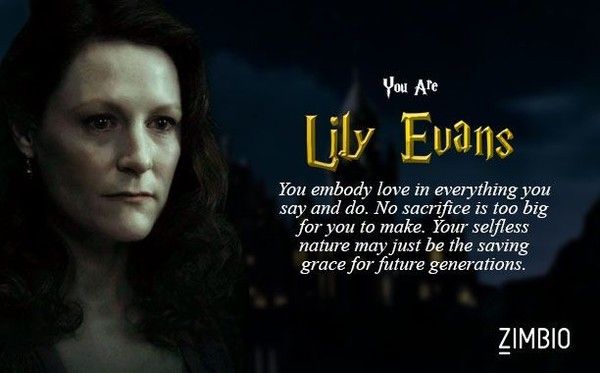 You Are
Lily Evans
You embody love in everything you
say and do. No sacrifice is too big
for you to make. Your selfless
nature may just be the saving
grace for future generations.
ZIMBIO